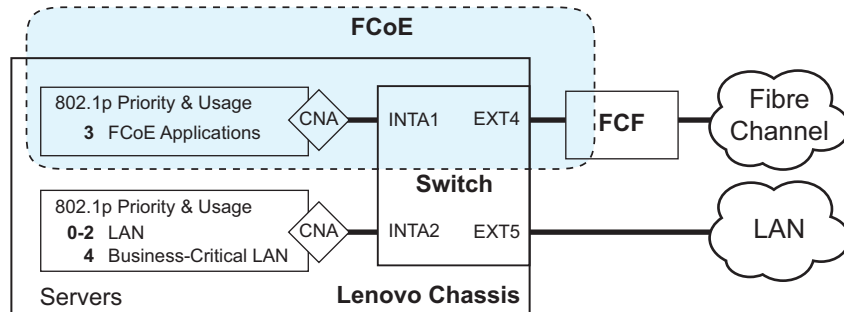 FCoE
802.1p Priority & Usage
3 FCoE Applications
CNA
INTA1
EXT4
FCF
Fibre
Channel
Switch
802.1p Priority & Usage
0-2 LAN
4 Business-Critical LAN
CNA
INTA2
EXT5
LAN
Servers
Lenovo Chassis